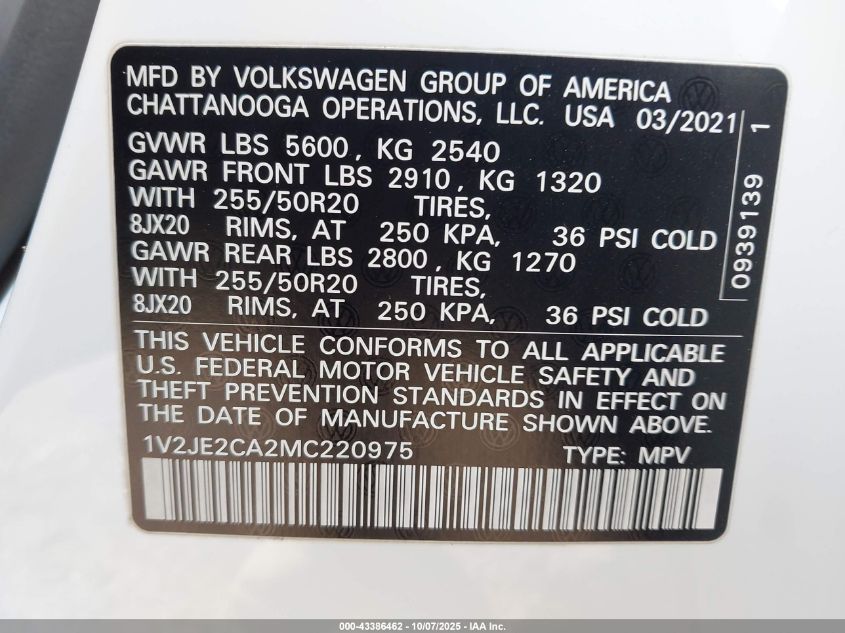 MFD BY VOLKSWAGEN GROUP OF AMERICA
CHATTANOOGA OPERATIONS, LLC. USA 03/2021
GVWR LBS 5600, KG 2540
GAWR FRONT LBS 2910, KG 1320
WITH 255/50R20 TIRES,
8JX20 RIMS, AT 250 KPA, 36 PSI COLD
GAWR REAR LBS 2800, KG 1270
WITH 255/50R20 TIRES,
8JX20 RIMS, AT 250 KPA, 36 PSI COLD
0939139 1
THIS VEHICLE CONFORMS TO ALL APPLICABLE
U.S. FEDERAL MOTOR VEHICLE SAFETY AND
THEFT PREVENTION STANDARDS IN EFFECT ON
THE DATE OF MANUFACTURE SHOWN ABOVE.
1V2JE2CA2MC220975 TYPE: MPV
000-43386462 - 10/07/2025 - IAA Inc.